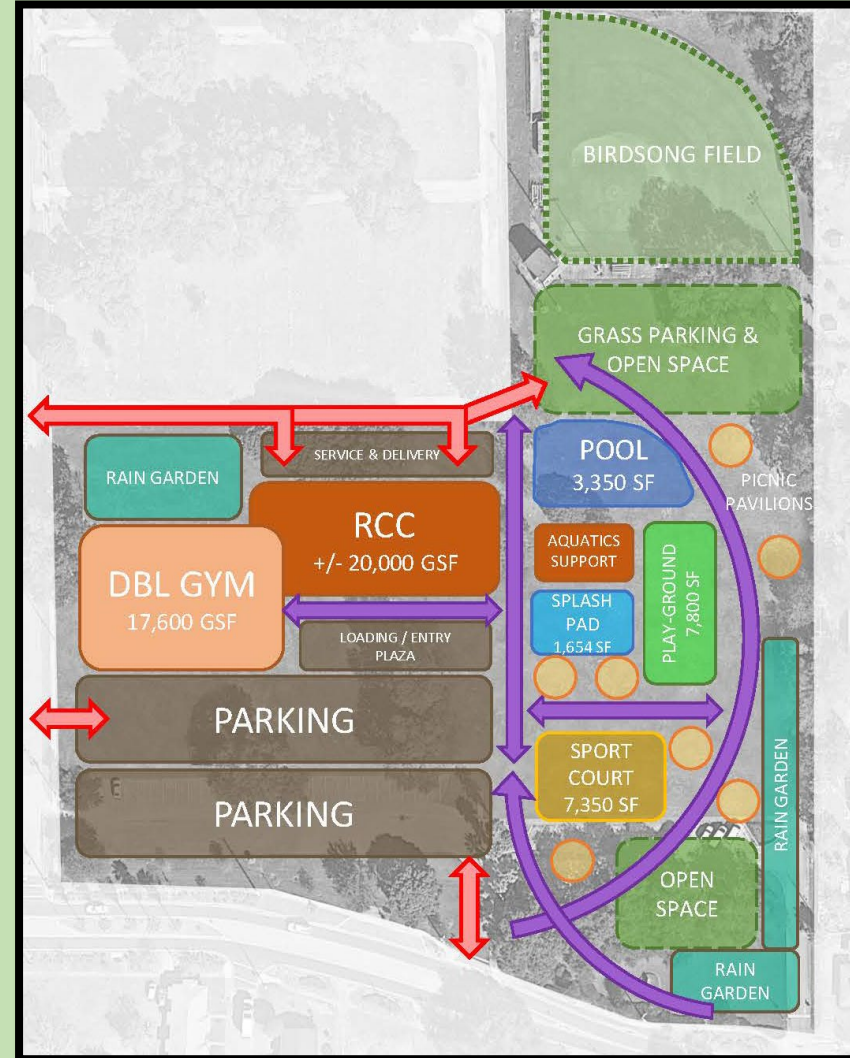 BIRDSONG FIELD
GRASS PARKING &
OPEN SPACE
SERVICE & DELIVERY
RAIN GARDEN
POOL
3,350 SF
PICNIC
PAVILIONS
RCC
+/- 20,000 GSF
DBL GYM
17,600 GSF
AQUATICS
SUPPORT
PLAY-GROUND
7,800 SF
SPLASH
PAD
1,654 SF
LOADING / ENTRY
PLAZA
PARKING
SPORT
COURT
7,350 SF
PARKING
RAIN GARDEN
OPEN
SPACE
RAIN
GARDEN